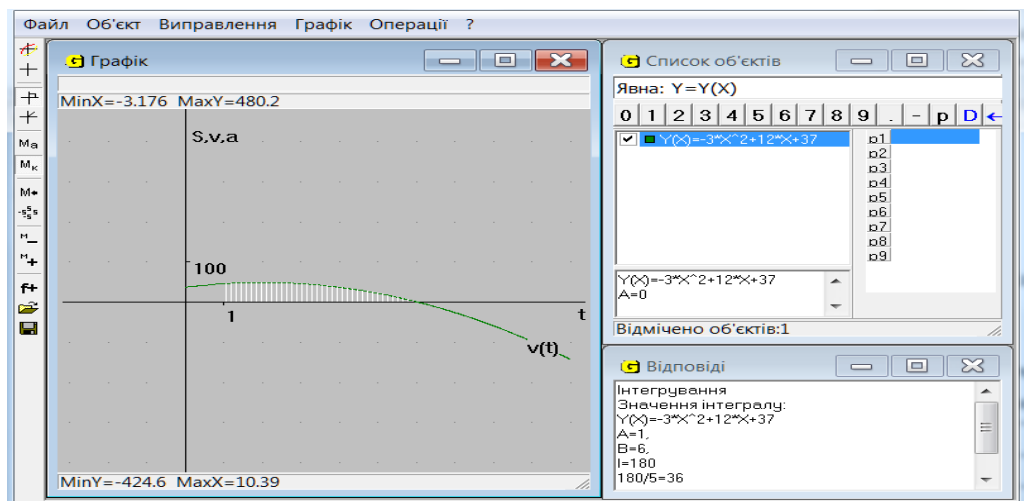 Файл Об'єкт Виправлення Графік Операції ?
Графік
MinX=-3.176 MaxY=480.2
S,v,a
100
1
t
v(t)
MinY=-424.6 MaxX=10.39
Ma
Мк
M
-s s s
M
M
f+
Список об'єктів
Явна: Y=Y(X)
0 1 2 3 4 5 6 7 8 9 . - p D ←
Y(X)=-3*X^2+12*X+37
p1
p2
p3
p4
p5
p6
p7
p8
p9
Y(X)=-3*X^2+12*X+37
A=0
Відмічено об'єктів:1
Відповіді
Інтегрування
Значення інтегралу:
Y(X)=-3*X^2+12*X+37
A=1,
B=6,
I=180
180/5=36